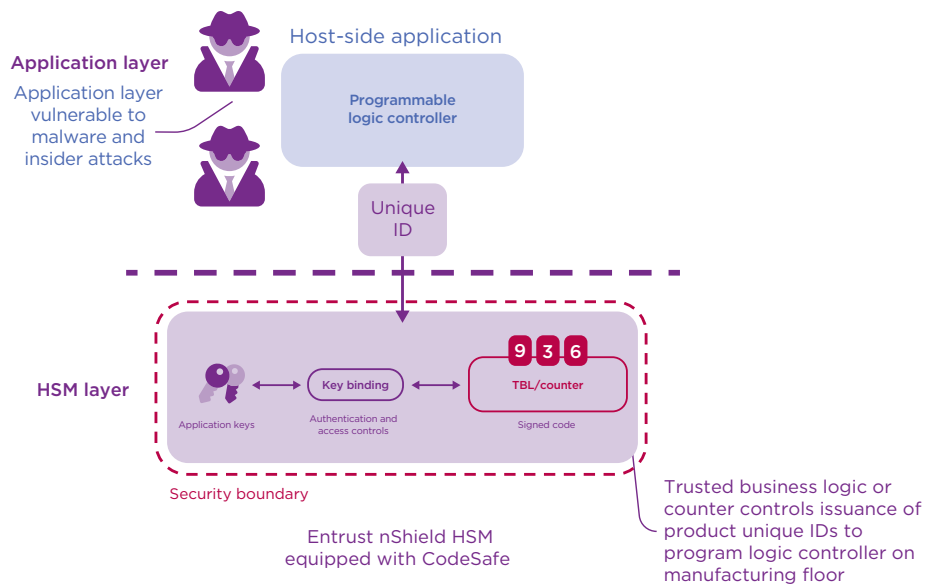 Host-side application
Application layer
Application layer
vulnerable to
malware and
insider attacks
Programmable
logic controller
Unique
ID
HSM layer
9 3 6
Key binding
TBL/counter
Application keys
Authentication and
access controls
Signed code
Security boundary
Entrust nShield HSM
equipped with CodeSafe
Trusted business logic or
counter controls issuance of
product unique IDs to
program logic controller on
manufacturing floor